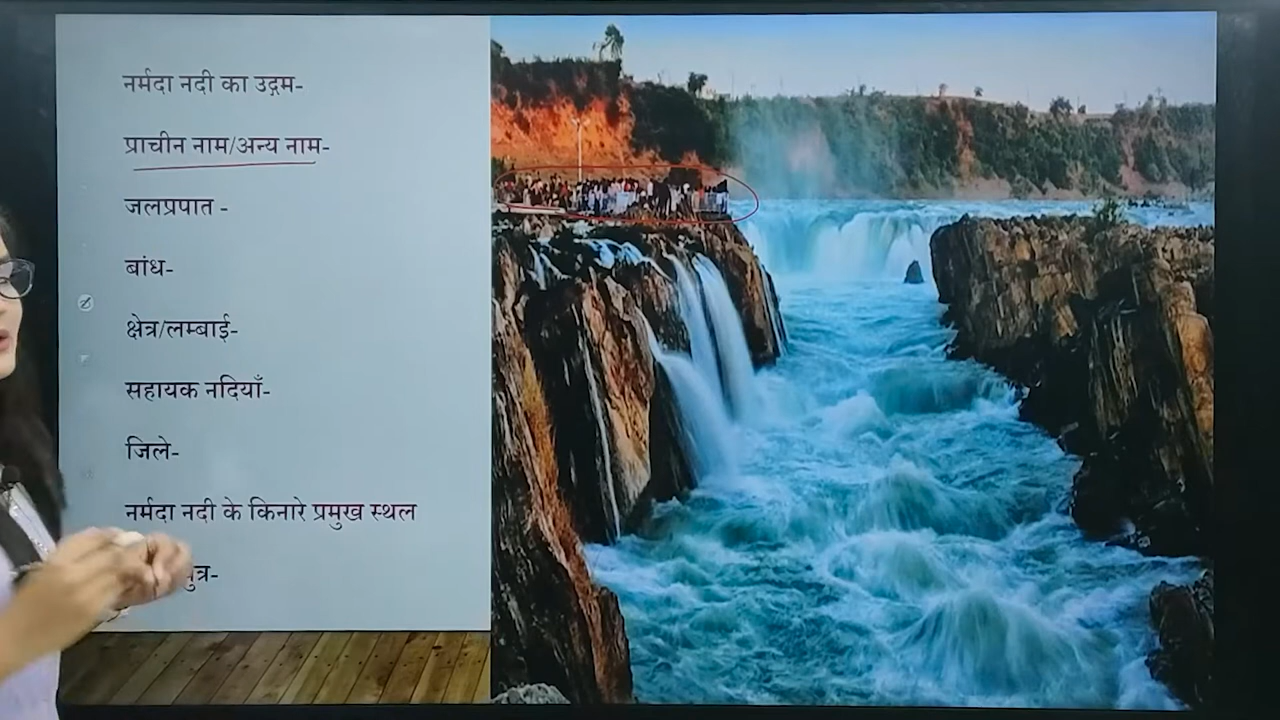 नर्मदा नदी का उद्गम-
प्राचीन नाम/अन्य नाम-
जलप्रपात -
बांध-
क्षेत्र/लम्बाई-
सहायक नदियाँ-
जिले-
नर्मदा नदी के किनारे प्रमुख स्थल